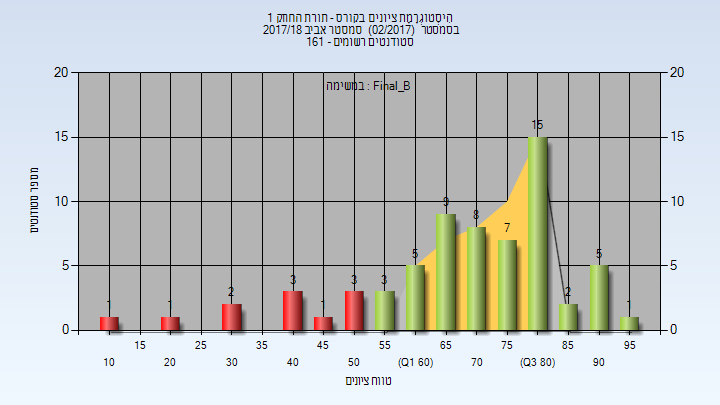 היסטוגרמת ציונים בקורס - תורת החוזק 1
בסמסטר (02/2017) סמסטר אביב 2017/18
סטודנטים רשומים - 161
במשימה : Final_B
מספר סטודנטים
20 20
15 15
10 10
5 5
0 0
1 1 2 3 1 3 3 5 9 8 7 15 2 5 1
15 25 35 45 55 65 75 85 95
10 20 30 40 50 (Q1 60) 70 (Q3 80) 90
טווח ציונים